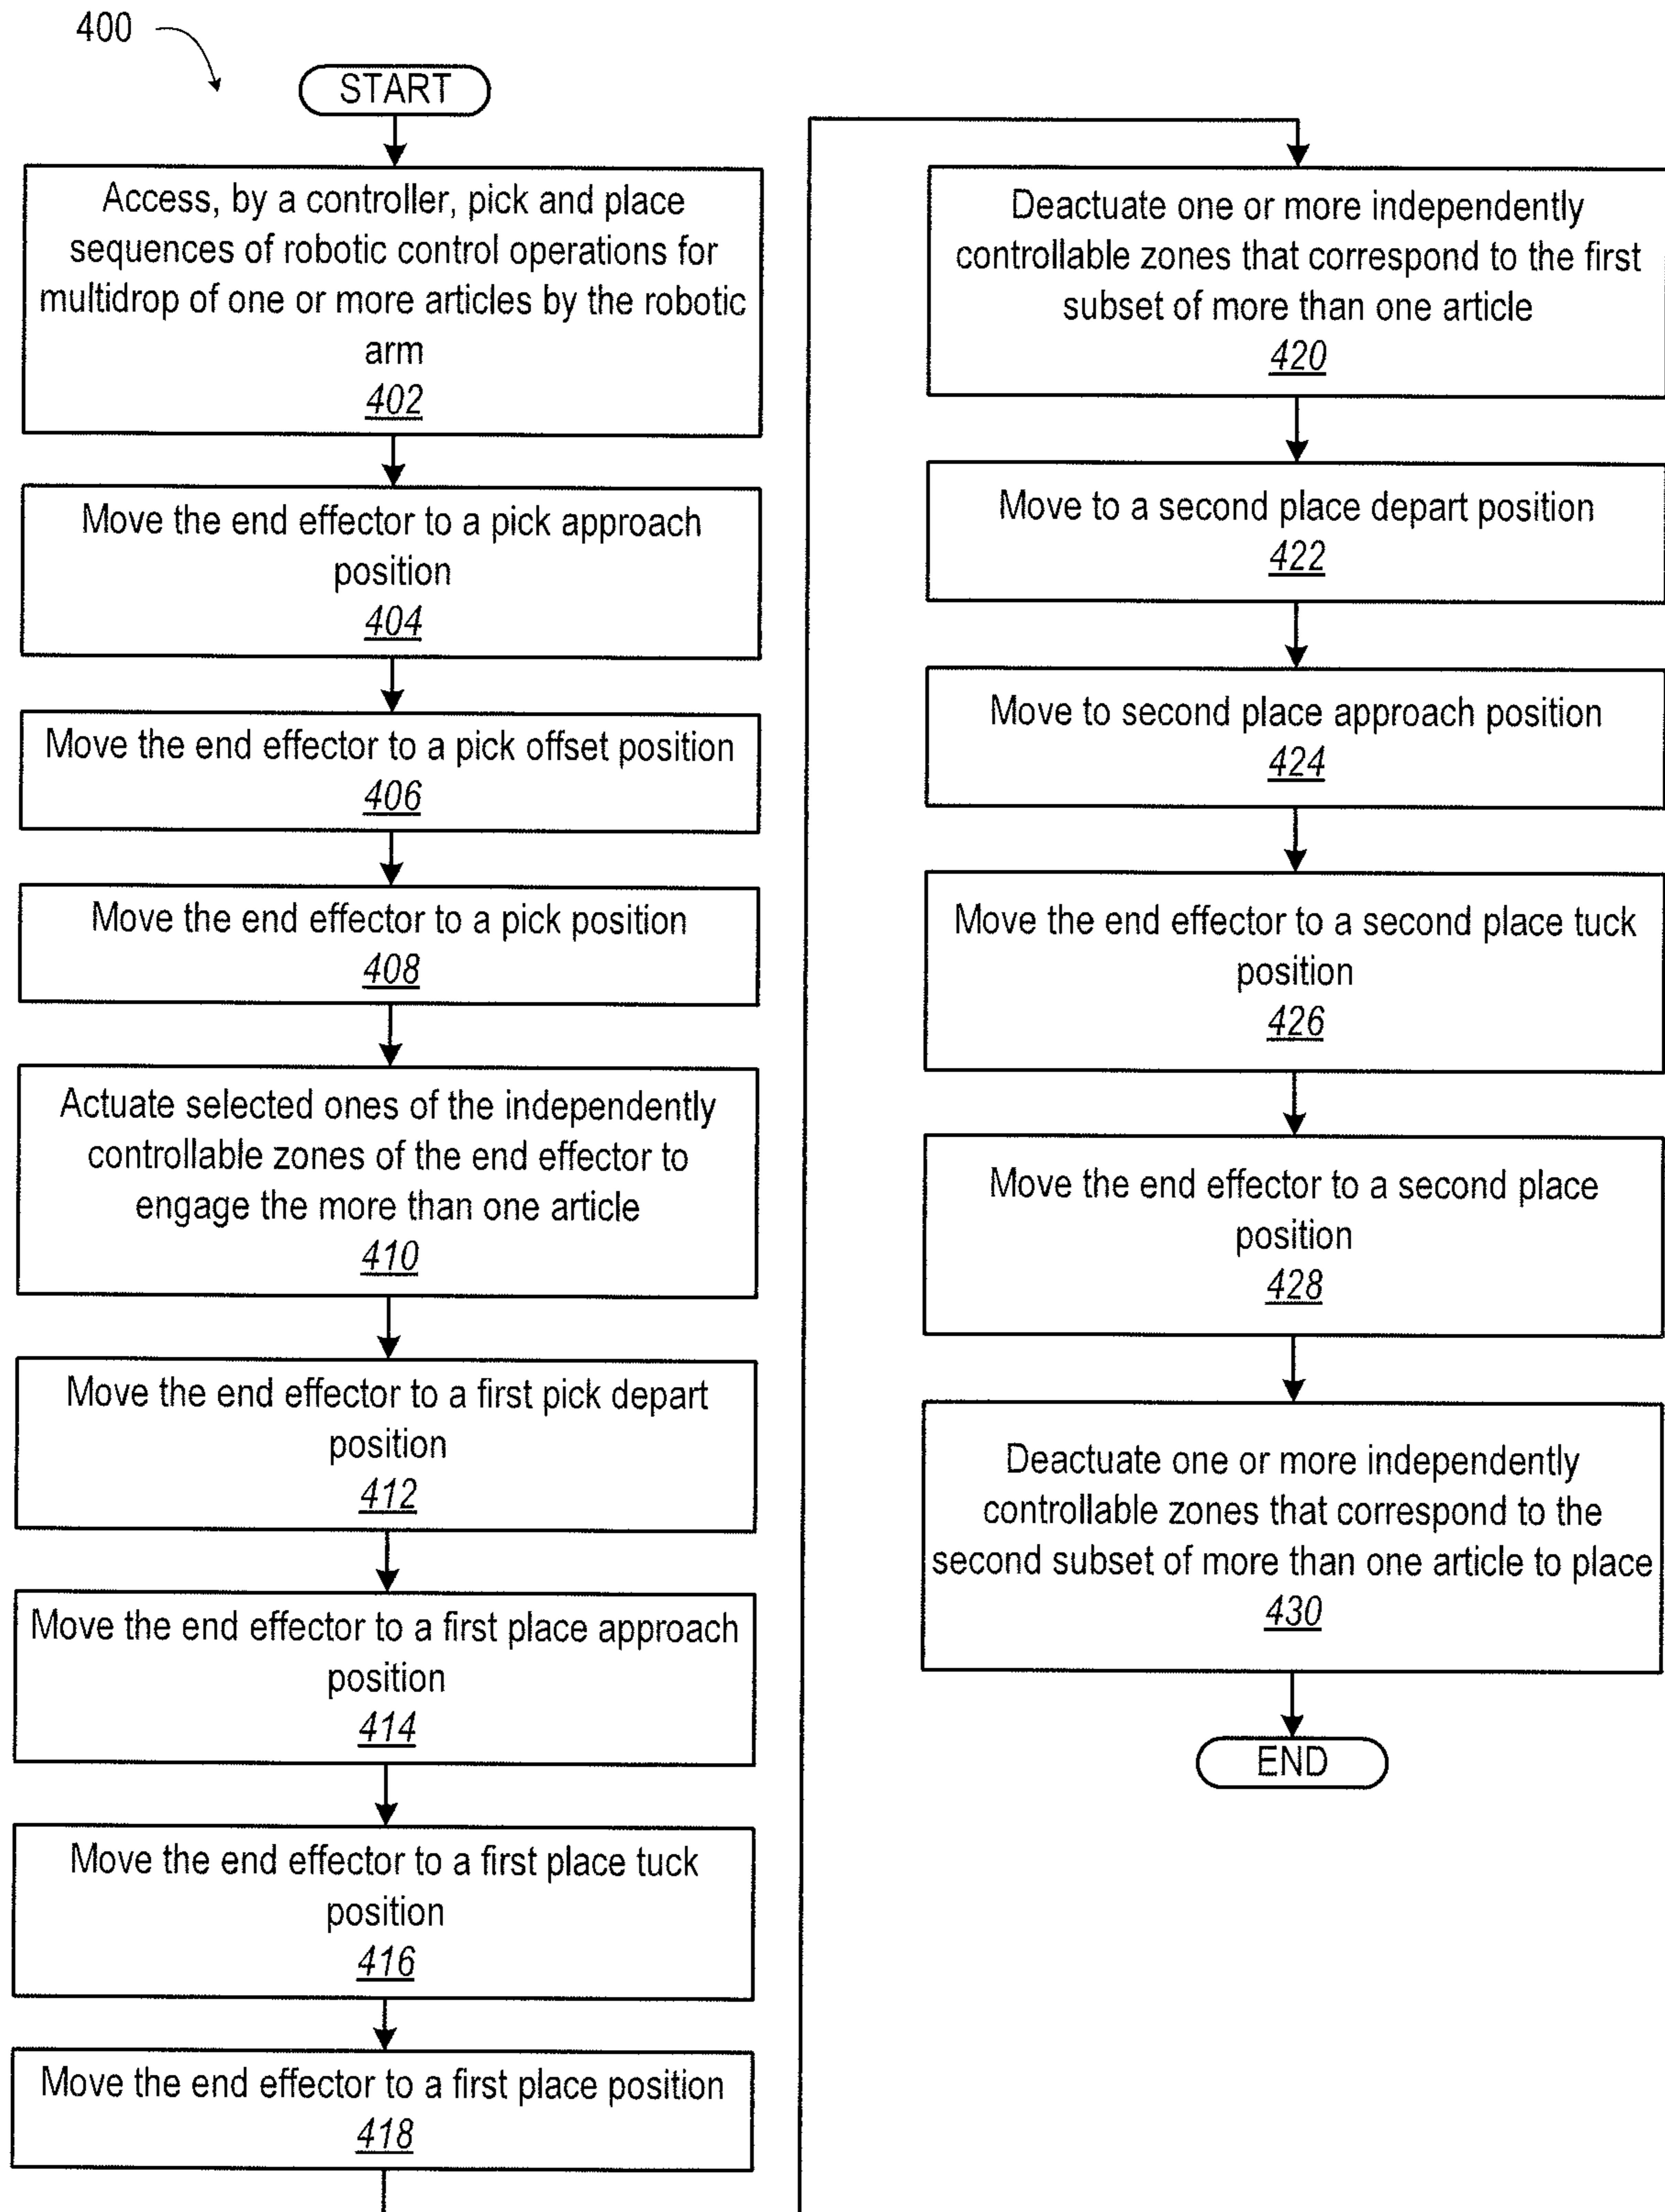 400
START
Access, by a controller, pick and place
sequences of robotic control operations for
multidrop of one or more articles by the robotic
arm
402
Move the end effector to a pick approach
position
404
Move the end effector to a pick offset position
406
Move the end effector to a pick position
408
Actuate selected ones of the independently
controllable zones of the end effector to
engage the more than one article
410
Move the end effector to a first pick depart
position
412
Move the end effector to a first place approach
position
414
Move the end effector to a first place tuck
position
416
Move the end effector to a first place position
418
Deactuate one or more independently
controllable zones that correspond to the first
subset of more than one article
420
Move to a second place depart position
422
Move to second place approach position
424
Move the end effector to a second place tuck
position
426
Move the end effector to a second place
position
428
Deactuate one or more independently
controllable zones that correspond to the
second subset of more than one article to place
430
END